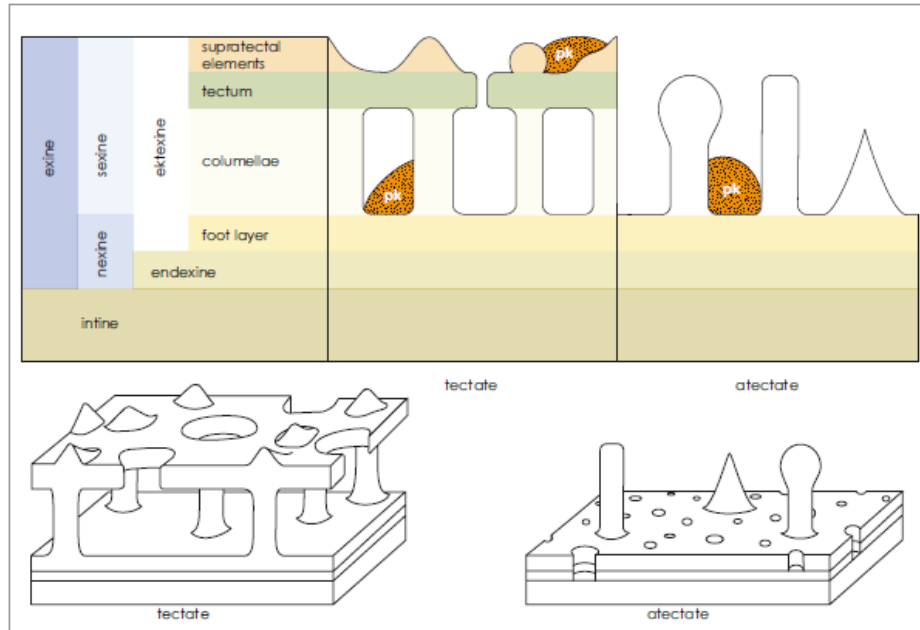 supratectal
elements
tectum
columellae
foot layer
endexine
intine
exine
sexine
nexine
ektexine
pk
pk
pk
tectate
atectate
tectate
atectate